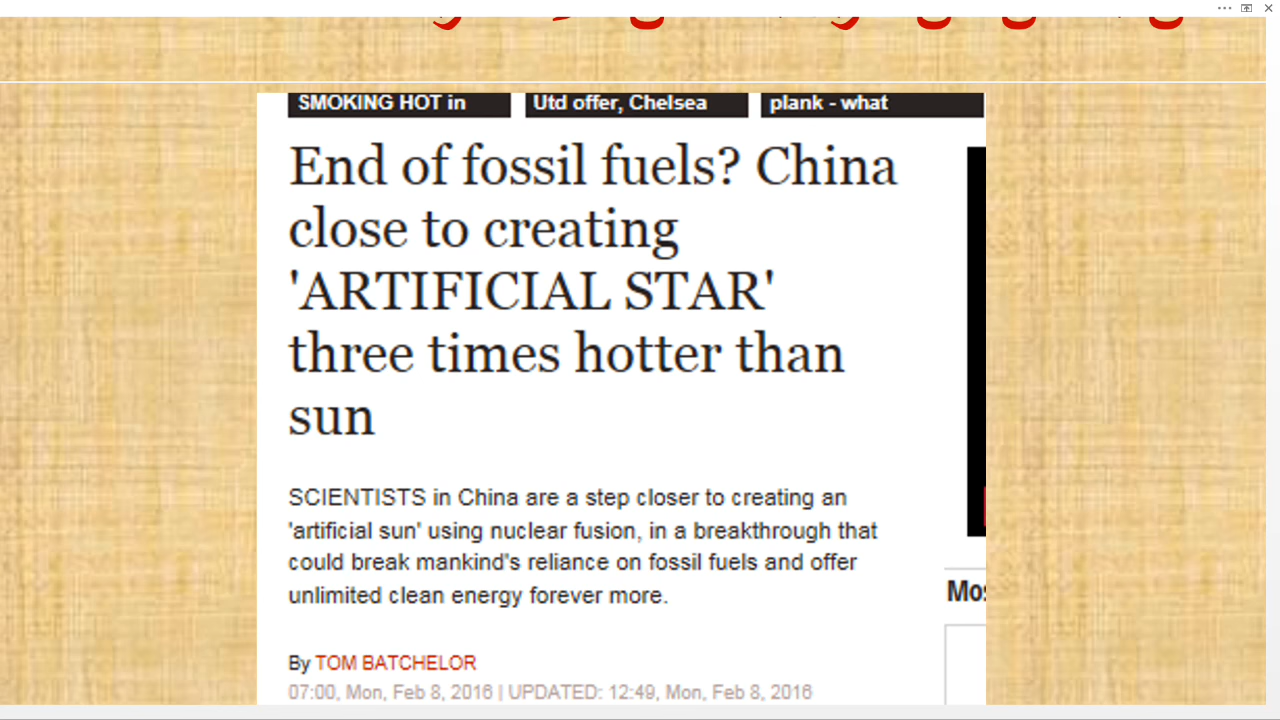 SMOKING HOT in
Utd offer, Chelsea
plank - what
End of fossil fuels? China
close to creating
'ARTIFICIAL STAR'
three times hotter than
sun
SCIENTISTS in China are a step closer to creating an
'artificial sun' using nuclear fusion, in a breakthrough that
could break mankind's reliance on fossil fuels and offer
unlimited clean energy forever more.
By TOM BATCHELOR
07:00, Mon, Feb 8, 2016 | UPDATED: 12:49, Mon, Feb 8, 2016